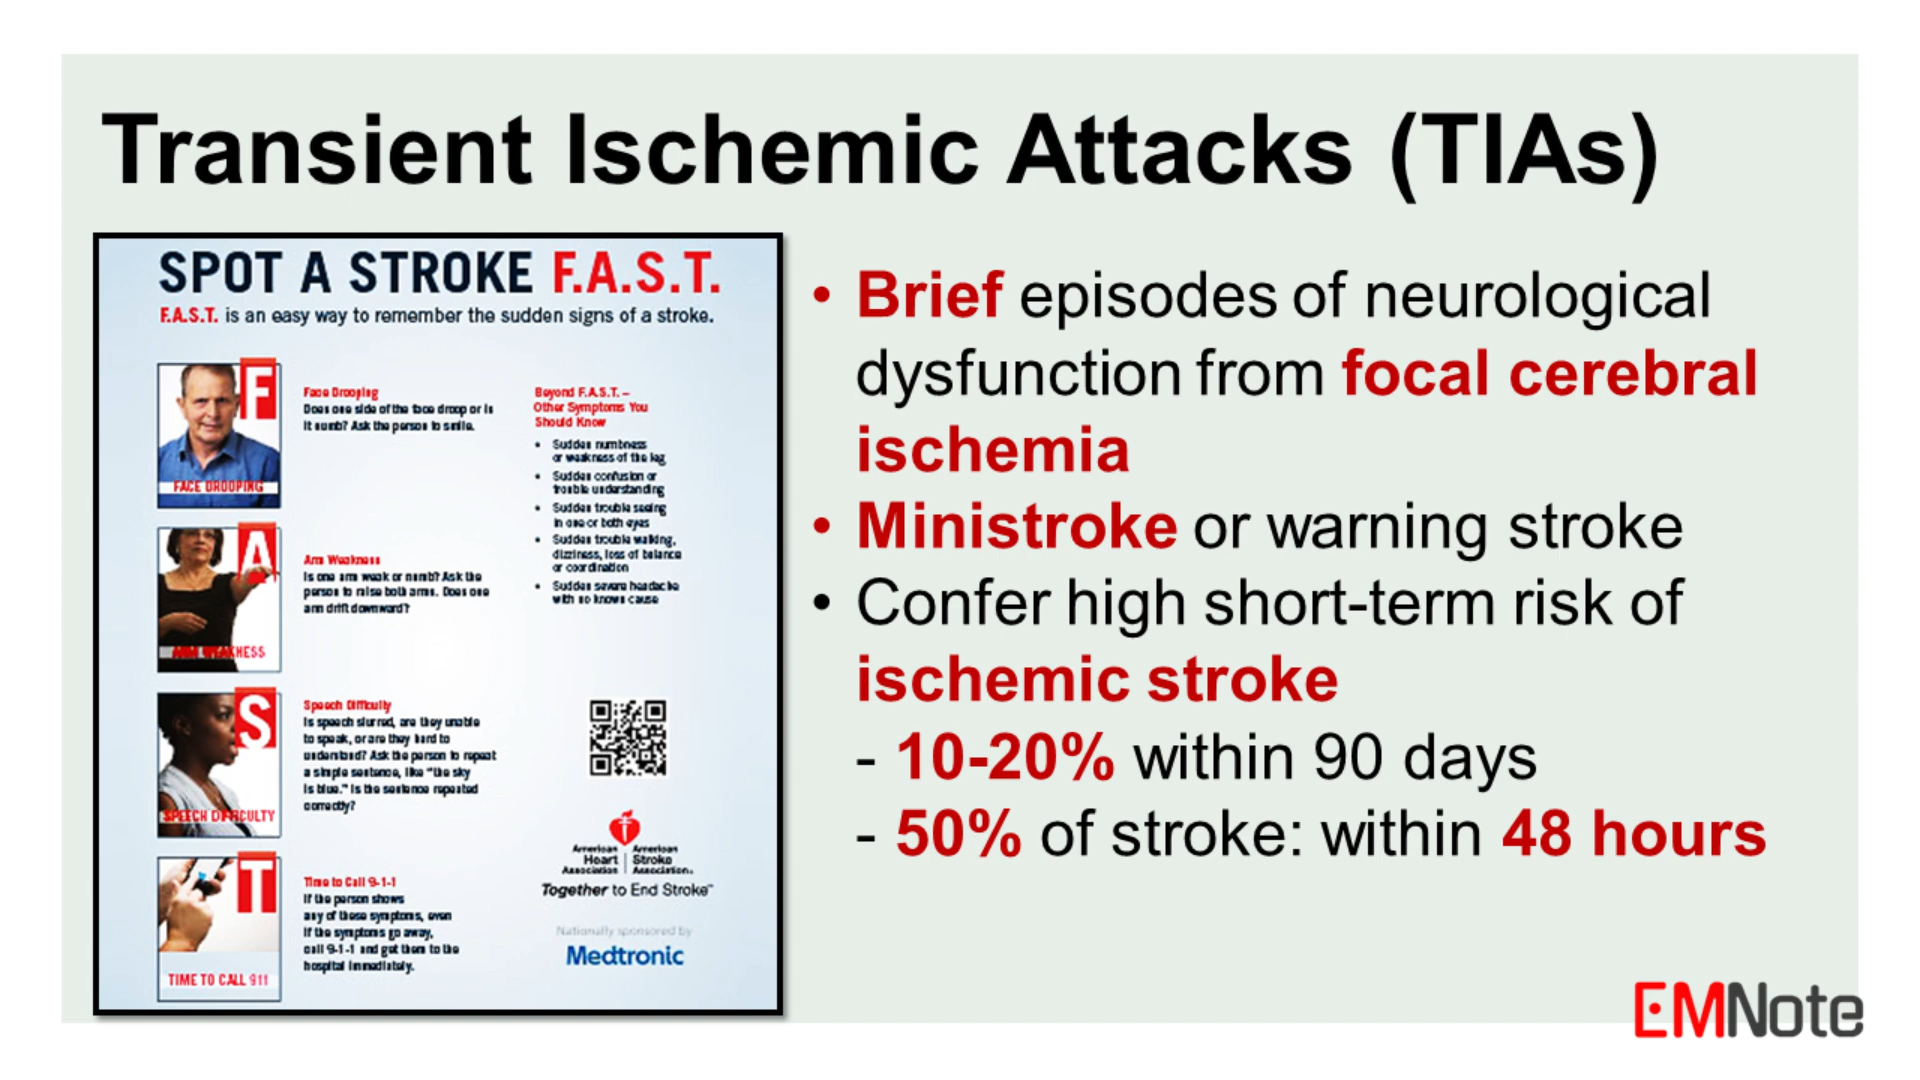 Transient Ischemic Attacks (TIAs)
SPOT A STROKE F.A.S.T.
F.A.S.T. is an easy way to remember the sudden signs of a stroke.
F
FACE DROOPING
Face Drooping
Does one side of the face droop or is
it numb? Ask the person to smile.
A
ARM WEAKNESS
Arm Weakness
Is one arm weak or numb? Ask the
person to raise both arms. Does one
arm drift downward?
S
SPEECH DIFFICULTY
Speech Difficulty
Is speech slurred, are they unable
to speak, or are they hard to
understand? Ask the person to repeat
a simple sentence, like "the sky
is blue." Is the sentence repeated
correctly?
T
TIME TO CALL 911
Time to Call 9-1-1
If the person shows
any of these symptoms, even
if the symptoms go away,
call 9-1-1 and get them to the
hospital immediately.
Beyond F.A.S.T. –
Other Symptoms You
Should Know
• Sudden numbness
or weakness of the leg
• Sudden confusion or
trouble understanding
• Sudden trouble seeing
in one or both eyes
• Sudden trouble walking,
dizziness, loss of balance
or coordination
• Sudden severe headache
with no known cause
American Heart Association
American Stroke Association.
Together to End Stroke™
Nationally sponsored by
Medtronic
• Brief episodes of neurological
dysfunction from focal cerebral
ischemia
• Ministroke or warning stroke
• Confer high short-term risk of
ischemic stroke
- 10-20% within 90 days
- 50% of stroke: within 48 hours
EMNote